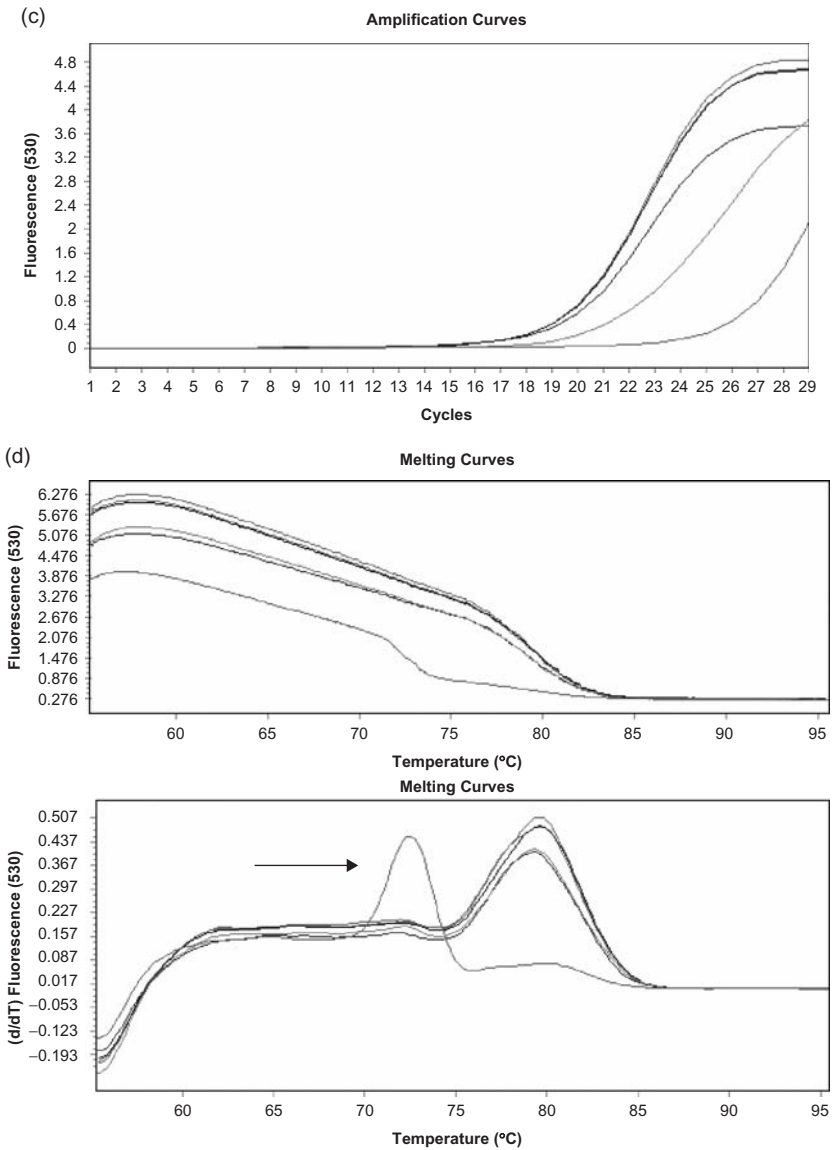 (c)
Amplification Curves
Fluorescence (530)
4.8
4.4
4
3.6
3.2
2.8
2.4
2
1.6
1.2
0.8
0.4
0
1 2 3 4 5 6 7 8 9 10 11 12 13 14 15 16 17 18 19 20 21 22 23 24 25 26 27 28 29
Cycles
(d)
Melting Curves
Fluorescence (530)
6.276
5.676
5.076
4.476
3.876
3.276
2.676
2.076
1.476
0.876
0.276
60 65 70 75 80 85 90 95
Temperature (°C)
Melting Curves
(d/dT) Fluorescence (530)
0.507
0.437
0.367
0.297
0.227
0.157
0.087
0.017
−0.053
−0.123
−0.193
60 65 70 75 80 85 90 95
Temperature (°C)